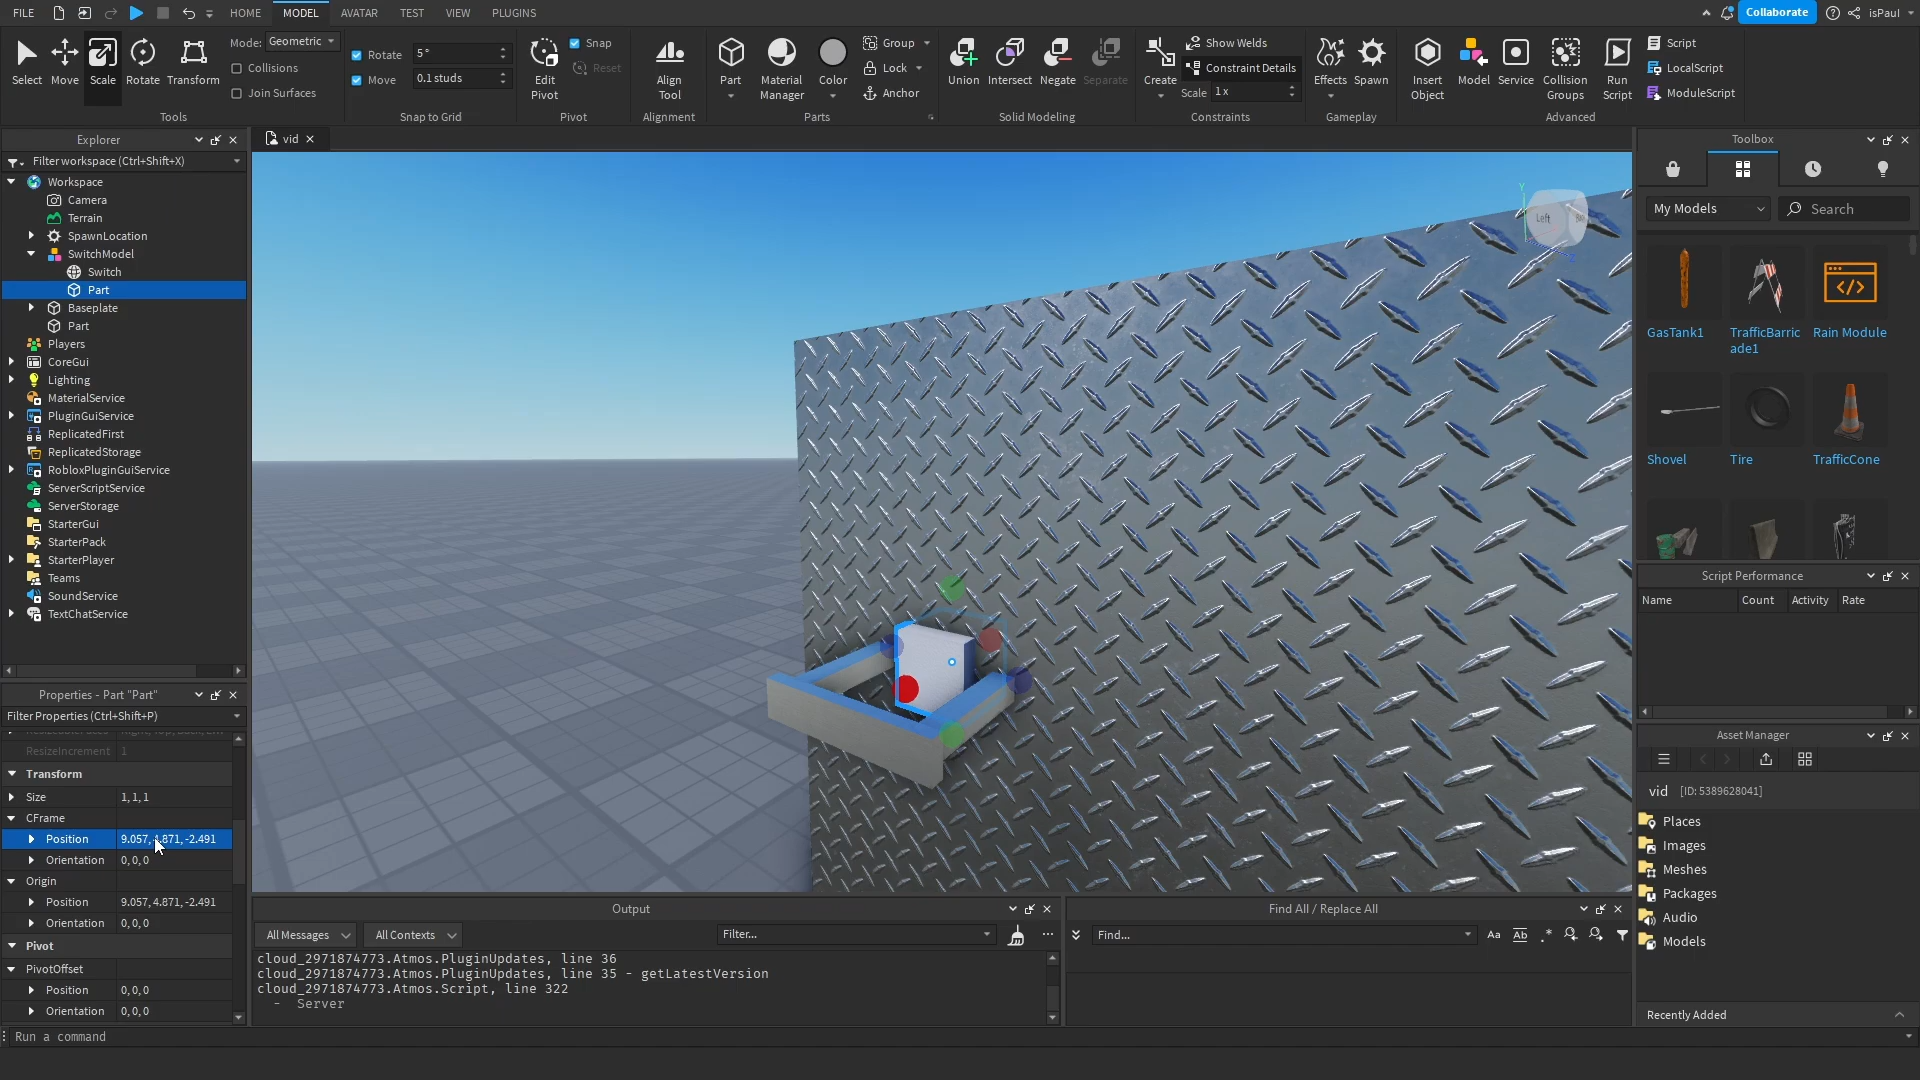 FILE
HOME
MODEL
AVATAR
TEST
VIEW
PLUGINS
Collaborate
isPaul
Select
Move
Scale
Rotate
Transform
Mode: Geometric
Collisions
Join Surfaces
Tools
Rotate 5 °
Move 0.1 studs
Snap to Grid
Edit Pivot
Snap
Reset
Pivot
Align Tool
Alignment
Part
Material Manager
Color
Group
Lock
Anchor
Parts
Union
Intersect
Negate
Separate
Solid Modeling
Create
Show Welds
Constraint Details
Scale 1 x
Constraints
Effects
Spawn
Gameplay
Insert Object
Model
Service
Collision Groups
Run Script
Script
LocalScript
ModuleScript
Advanced
Explorer
Filter workspace (Ctrl+Shift+X)
Workspace
Camera
Terrain
SpawnLocation
SwitchModel
Switch
Part
Baseplate
Part
Players
CoreGui
Lighting
MaterialService
PluginGuiService
ReplicatedFirst
ReplicatedStorage
RobloxPluginGuiService
ServerScriptService
ServerStorage
StarterGui
StarterPack
StarterPlayer
Teams
SoundService
TextChatService
Properties - Part "Part"
Filter Properties (Ctrl+Shift+P)
ResizeIncrement 1
Transform
Size 1, 1, 1
CFrame
Position 9.057, 4.871, -2.491
Orientation 0, 0, 0
Origin
Position 9.057, 4.871, -2.491
Orientation 0, 0, 0
Pivot
PivotOffset
Position 0, 0, 0
Orientation 0, 0, 0
vid
Y
Left
Z
Output
All Messages
All Contexts
Filter...
cloud_2971874773.Atmos.PluginUpdates, line 36
cloud_2971874773.Atmos.PluginUpdates, line 35 - getLatestVersion
cloud_2971874773.Atmos.Script, line 322
- Server
Find All / Replace All
Find...
Aa
Ab
.*
Toolbox
My Models
Search
GasTank1
TrafficBarric
ade1
Rain Module
Shovel
Tire
TrafficCone
Script Performance
Name Count Activity Rate
Asset Manager
vid [ID: 5389628041]
Places
Images
Meshes
Packages
Audio
Models
Recently Added
Run a command